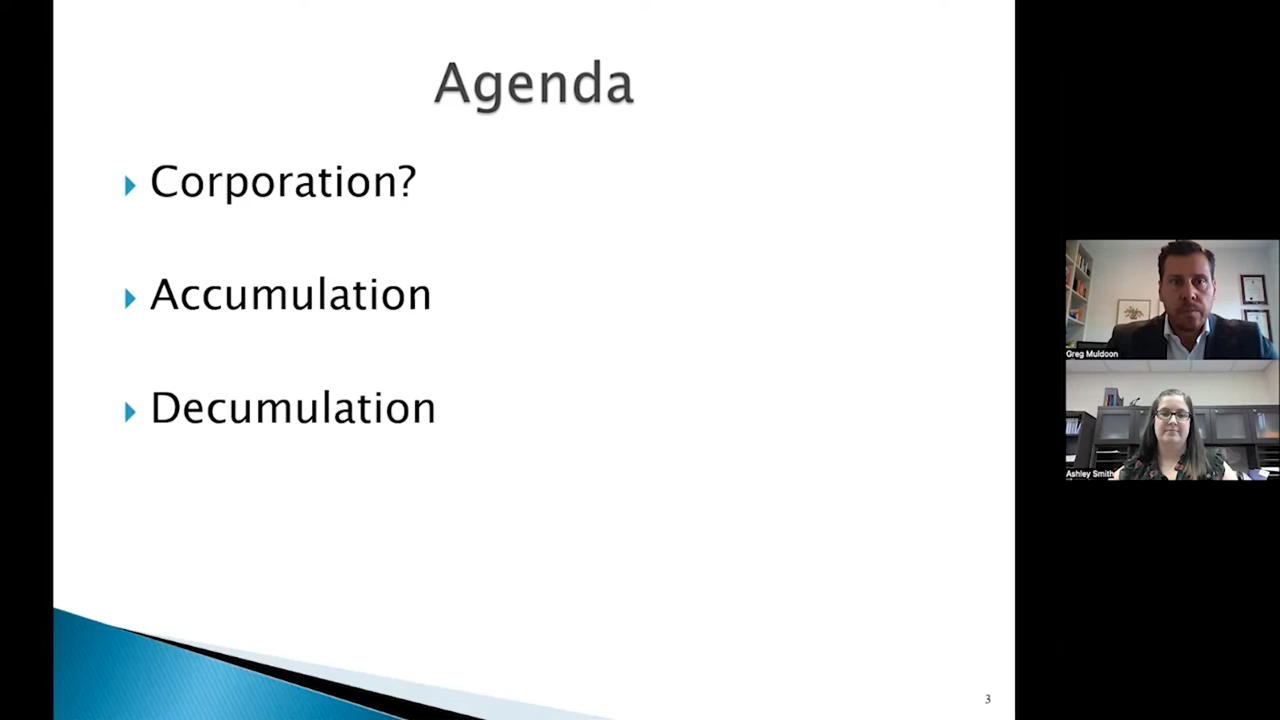 Agenda
Corporation?
Accumulation
Decumulation
3
Greg Muldoon
Ashley Smith